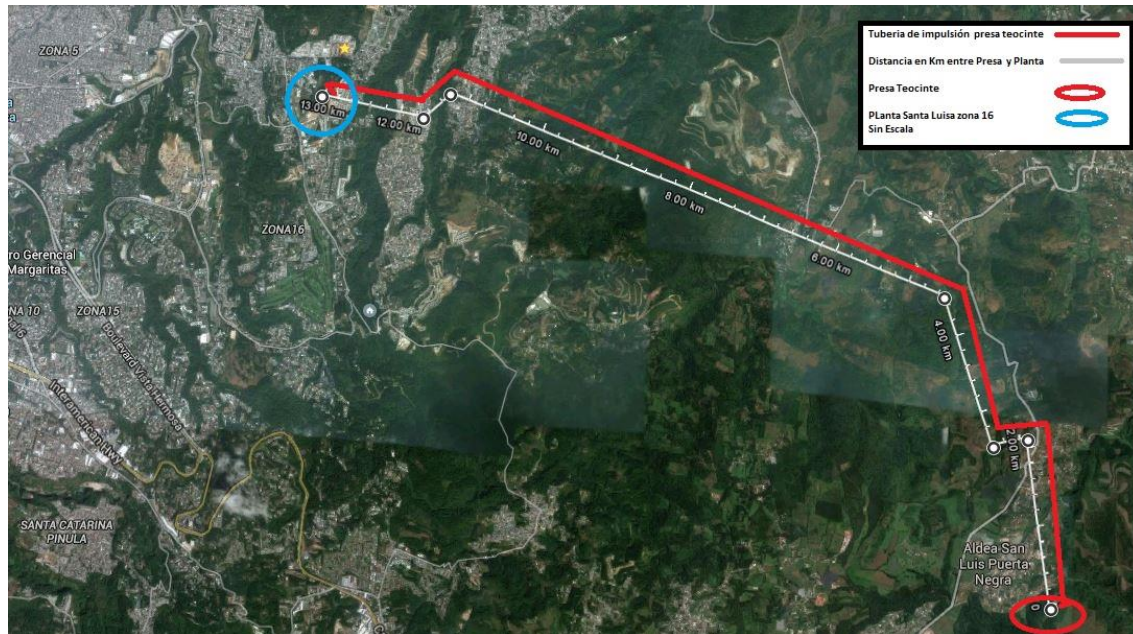 ZONA 5
Tuberia de impulsión presa teocinte
Distancia en Km entre Presa y Planta
Presa Teocinte
PLanta Santa Luisa zona 16
Sin Escala
13.00 km
12.00 km
10.00 km
8.00 km
6.00 km
4.00 km
2.00 km
0
ZONA16
ro Gerencial
Margaritas
ZONA 10
ZONA15
Boulevard Vista Hermosa
Interamerican Hwy
SANTA CATARINA
PINULA
Aldea San
Luis Puerta
Negra